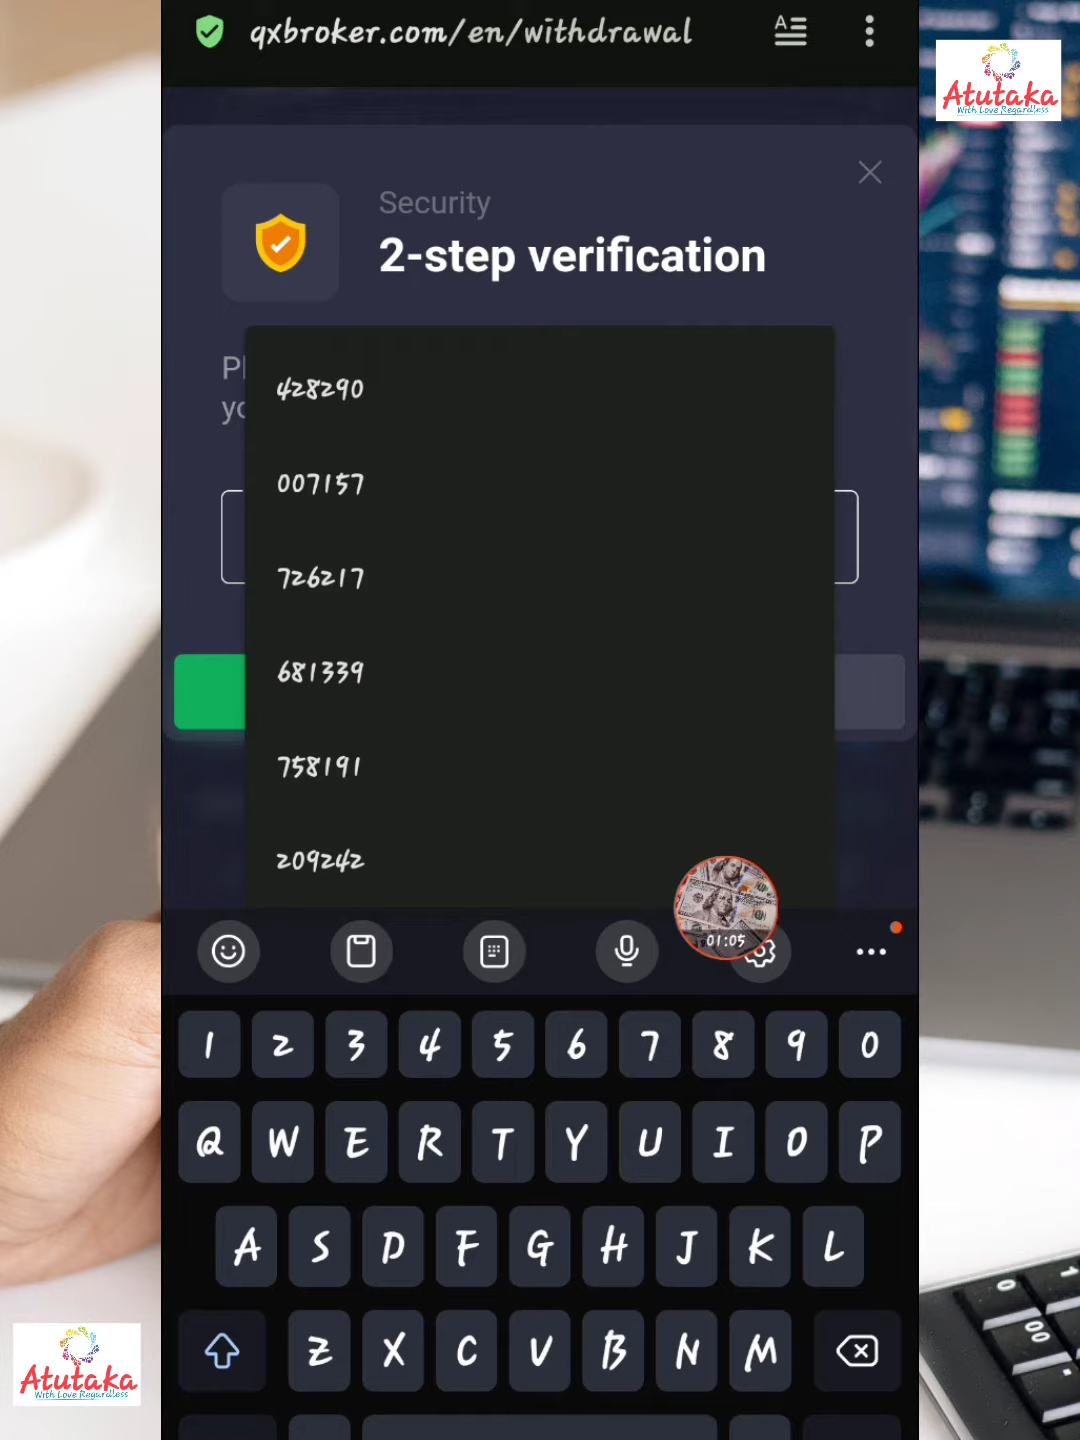 qxbroker.com/en/withdrawal
Atutaka
With Love Regardless
Security
2-step verification
428290
007157
726217
681339
758191
209242
01:05
1 2 3 4 5 6 7 8 9 0
Q W E R T Y U I O P
A S D F G H J K L
Z X C V B N M
Atutaka
With Love Regardless